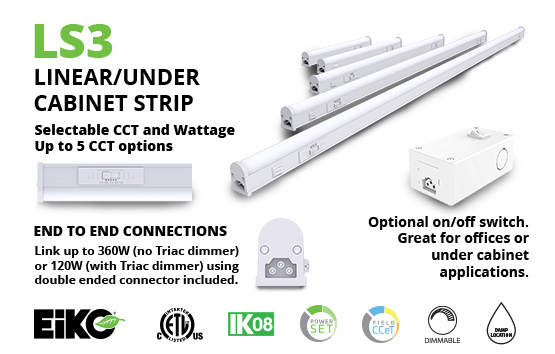 LS3
LINEAR/UNDER
CABINET STRIP
Selectable CCT and Wattage
Up to 5 CCT options
END TO END CONNECTIONS
Link up to 360W (no Triac dimmer)
or 120W (with Triac dimmer) using
double ended connector included.
Optional on/off switch.
Great for offices or
under cabinet
applications.
EiKO
INTERTEK
ETL
C LISTED US
IK08
POWER
SET
FIELD
CCeT
DIMMABLE
DAMP
LOCATION